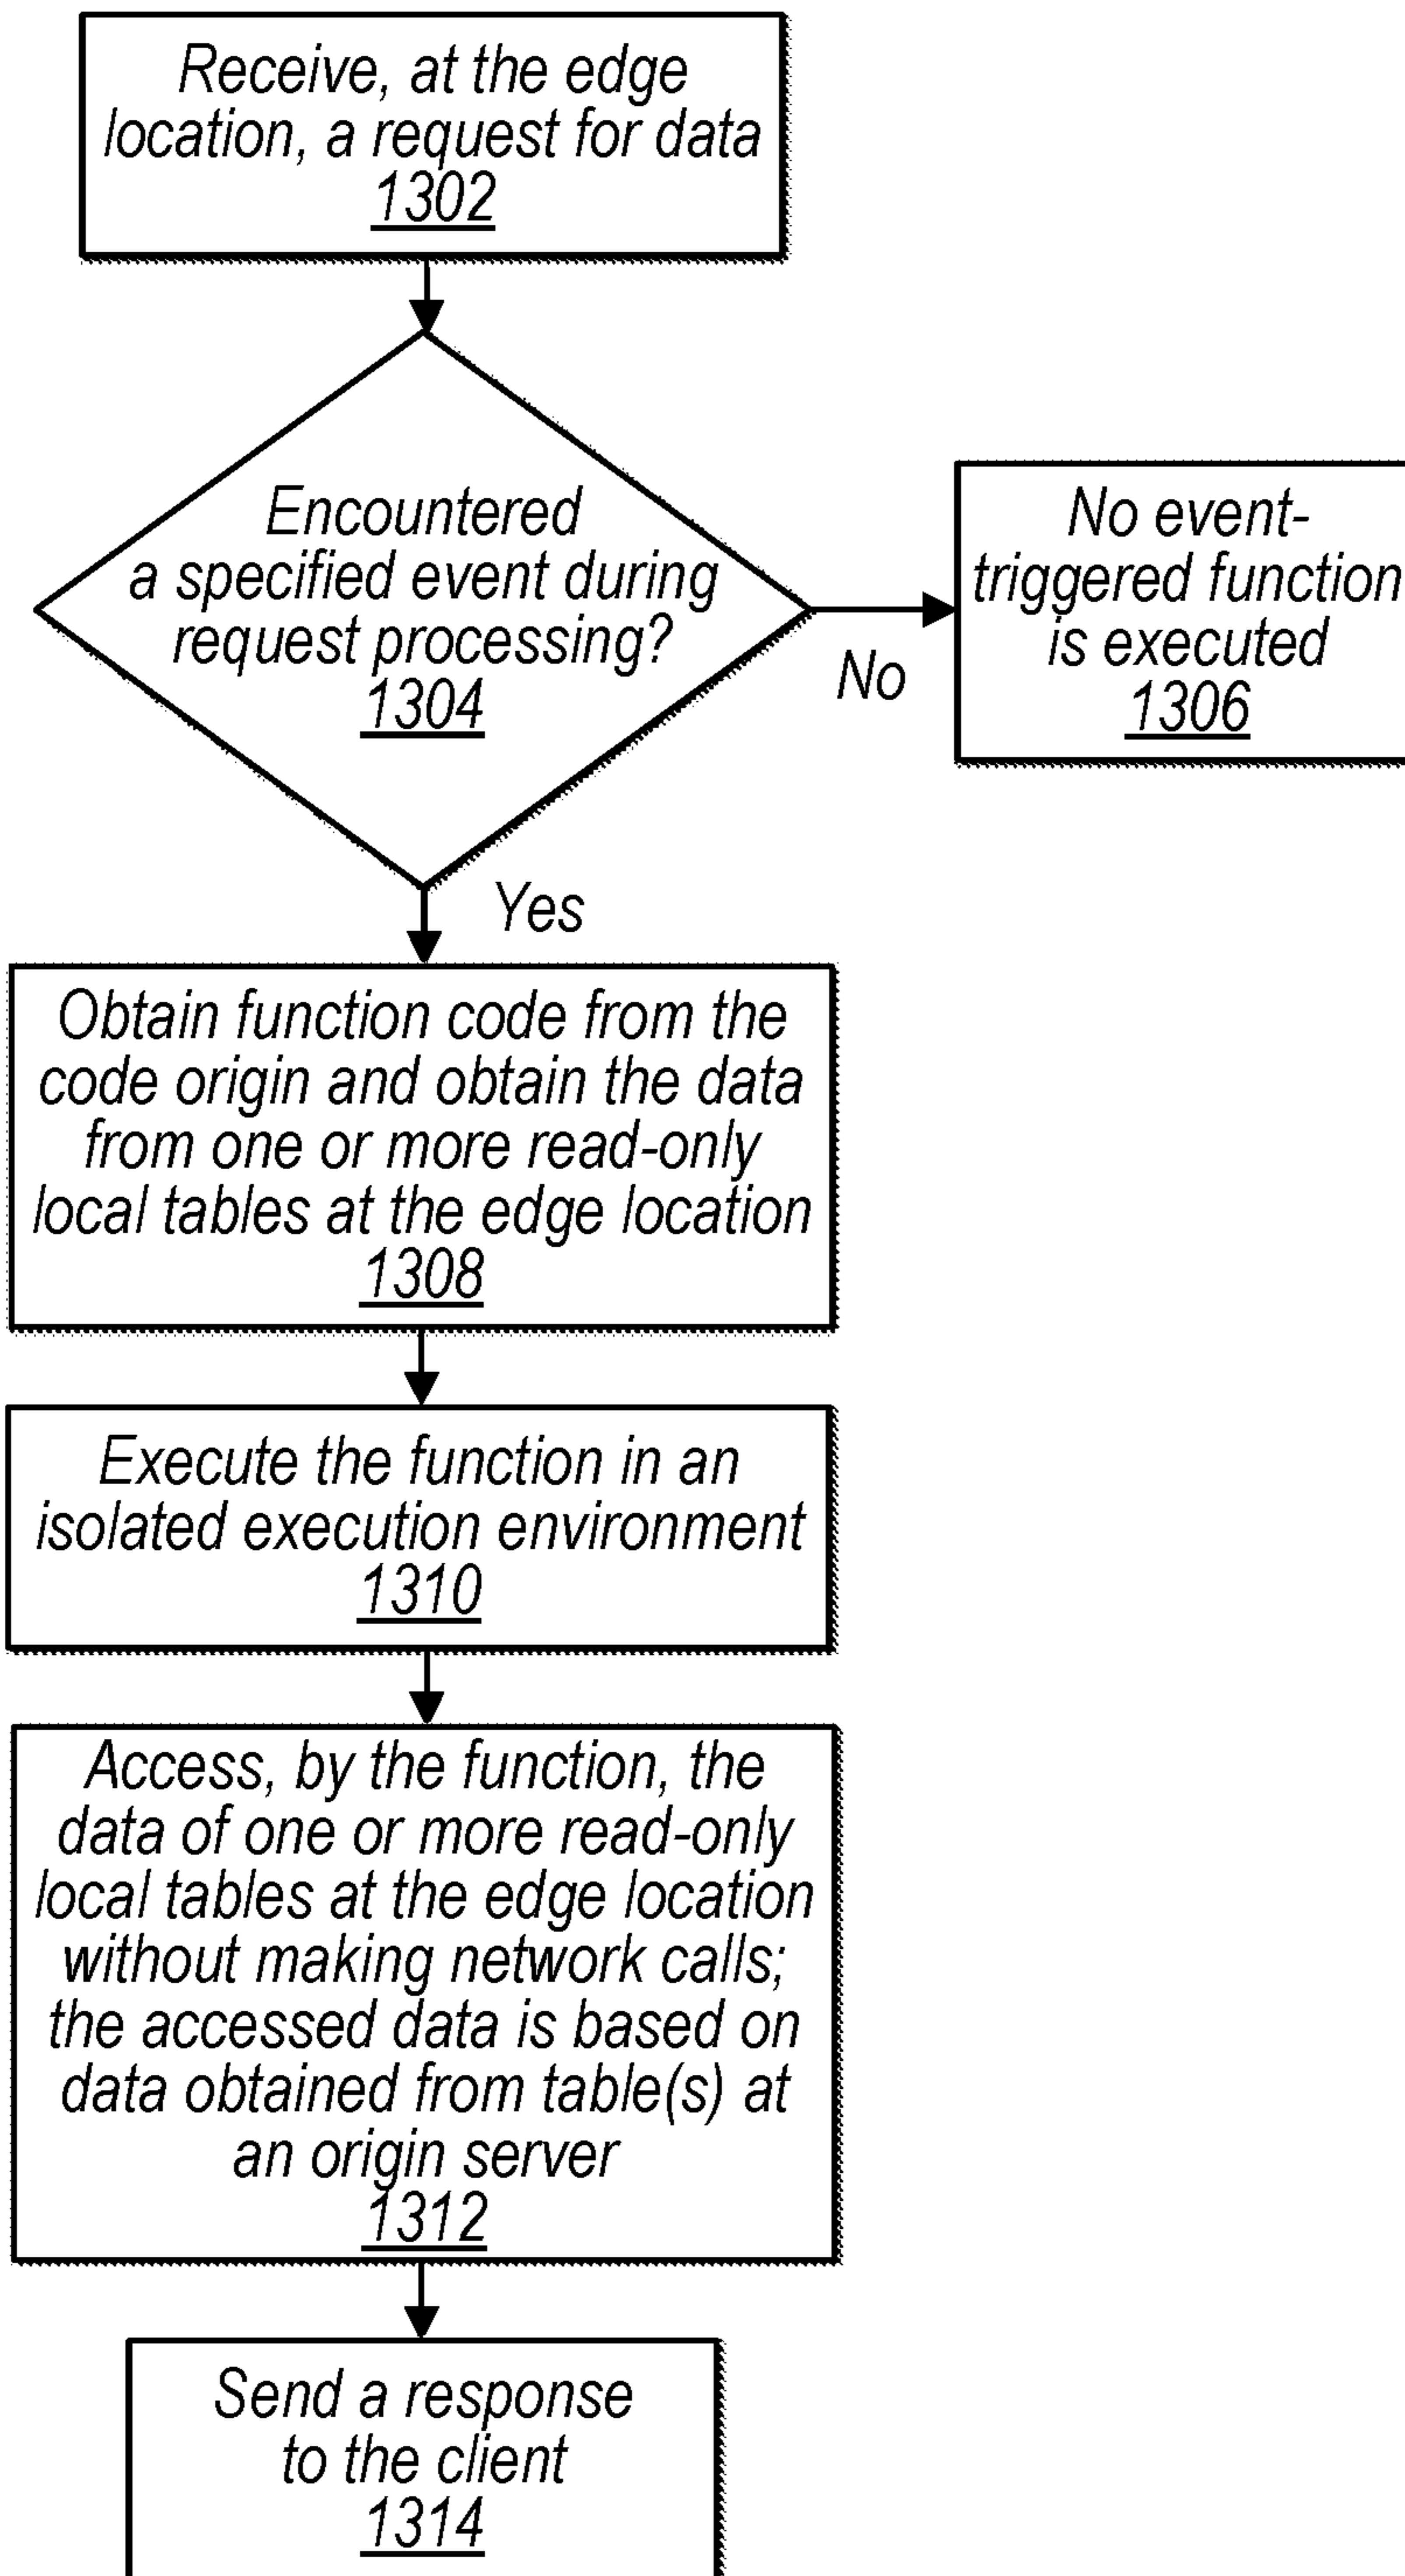 Receive, at the edge
location, a request for data
1302
Encountered
a specified event during
request processing?
1304
No
No event-
triggered function
is executed
1306
Yes
Obtain function code from the
code origin and obtain the data
from one or more read-only
local tables at the edge location
1308
Execute the function in an
isolated execution environment
1310
Access, by the function, the
data of one or more read-only
local tables at the edge location
without making network calls;
the accessed data is based on
data obtained from table(s) at
an origin server
1312
Send a response
to the client
1314